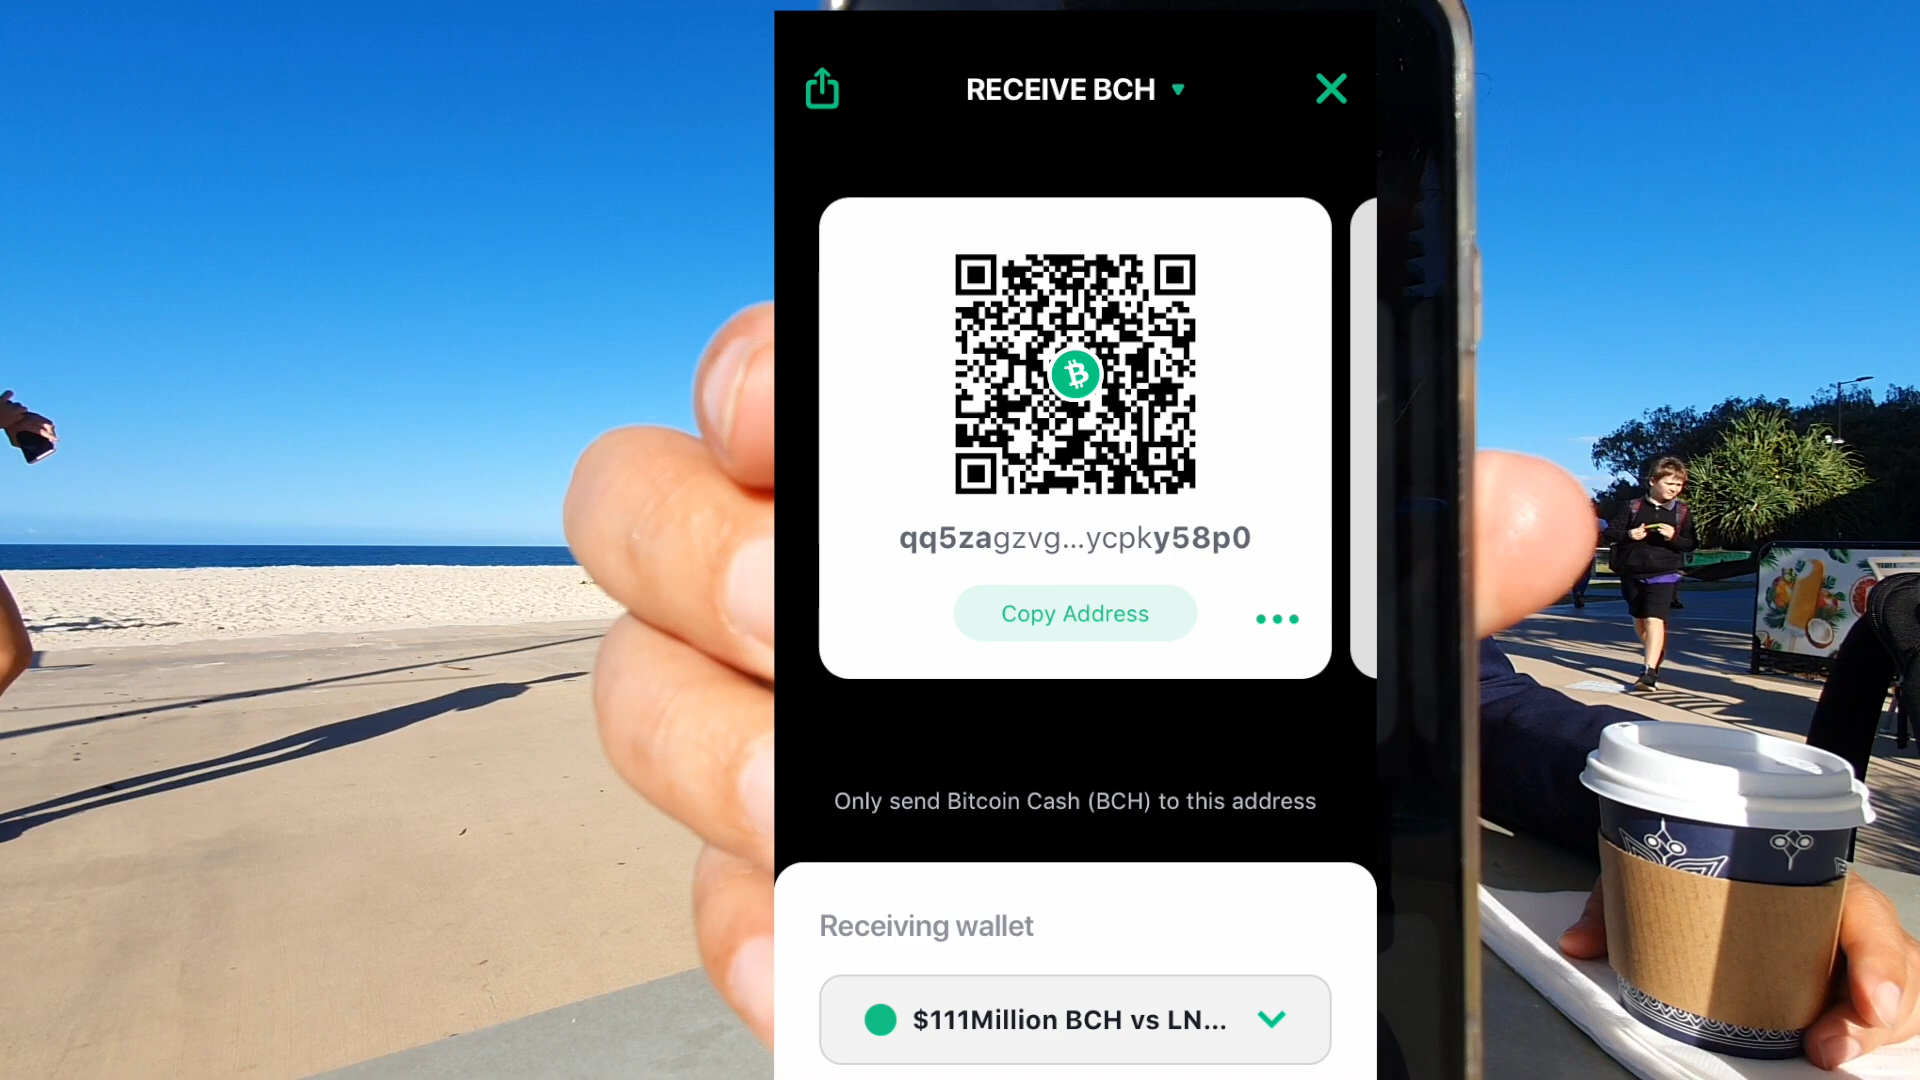 RECEIVE BCH
qq5zagzvg...ycpky58p0
Copy Address
Only send Bitcoin Cash (BCH) to this address
Receiving wallet
$111Million BCH vs LN...